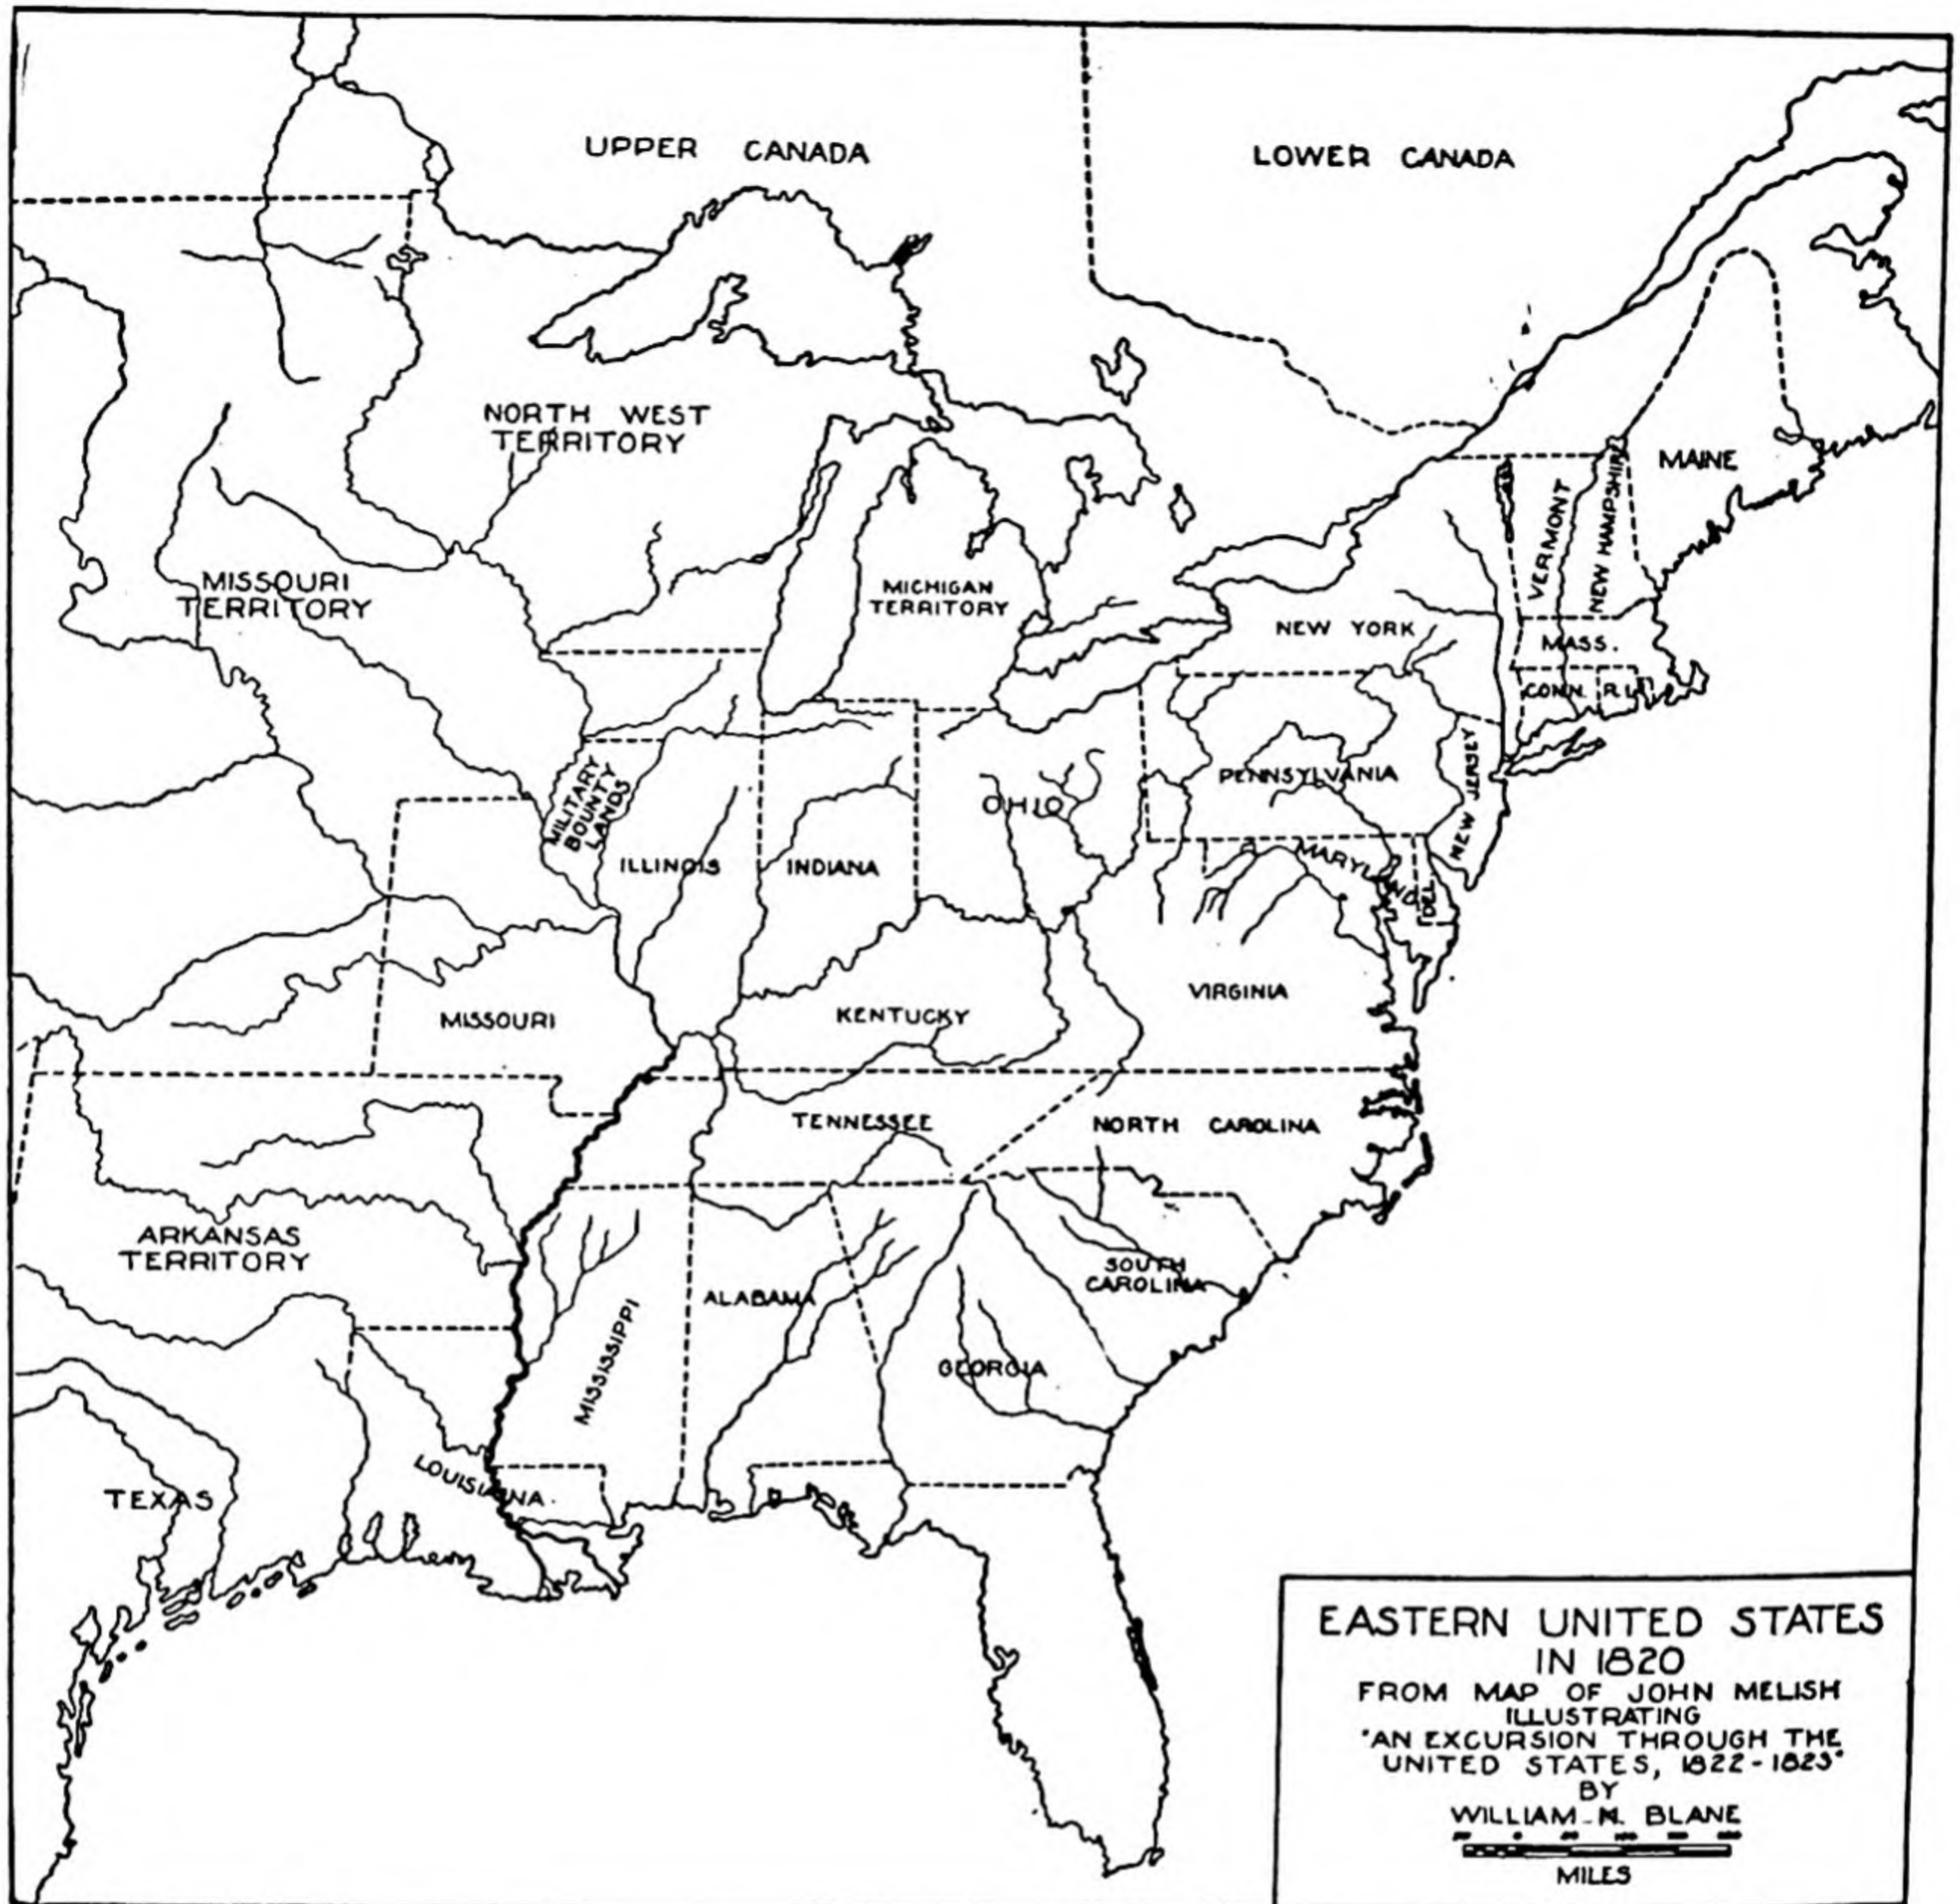 UPPER CANADA
LOWER CANADA
NORTH WEST
TERRITORY
MAINE
VERMONT
NEW HAMPSHIRE
MISSOURI
TERRITORY
MICHIGAN
TERRITORY
NEW YORK
MASS.
CONN.
R.I.
MILITARY
BOUNTY
LANDS
PENNSYLVANIA
NEW JERSEY
OHIO
ILLINOIS
INDIANA
MARYLAND
DEL
MISSOURI
KENTUCKY
VIRGINIA
TENNESSEE
NORTH CAROLINA
ARKANSAS
TERRITORY
MISSISSIPPI
ALABAMA
SOUTH
CAROLINA
GEORGIA
TEXAS
LOUISIANA.
EASTERN UNITED STATES
IN 1820
FROM MAP OF JOHN MELISH
ILLUSTRATING
"AN EXCURSION THROUGH THE
UNITED STATES, 1822-1823"
BY
WILLIAM N. BLANE
MILES